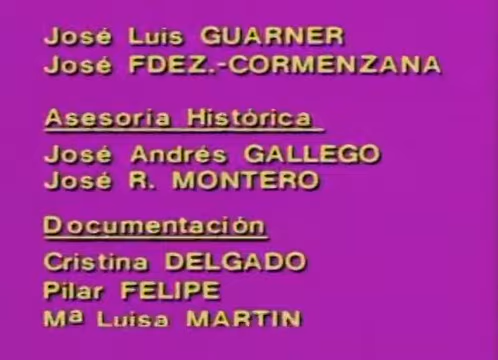 José Luis GUARNER
José FDEZ.-CORMENZANA
Asesoría Histórica
José Andrés GALLEGO
José R. MONTERO
Documentación
Cristina DELGADO
Pilar FELIPE
Mª Luisa MARTIN